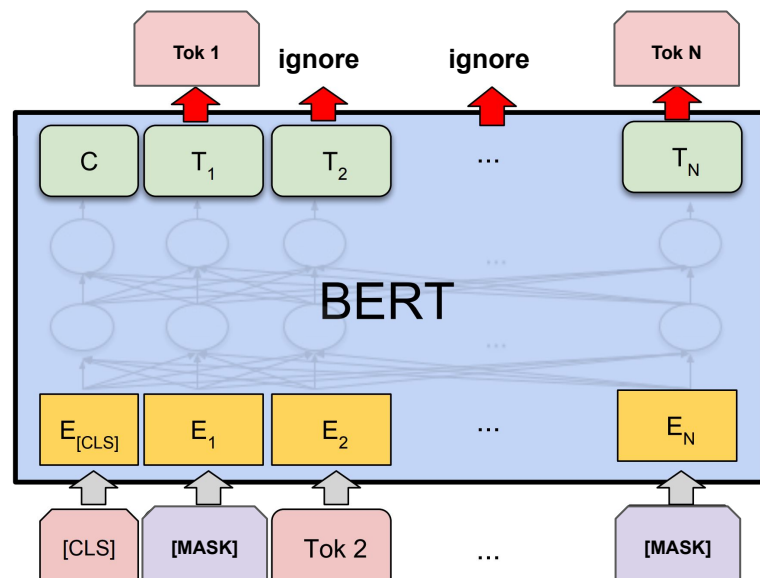 Tok 1 ignore ignore Tok N
C T1 T2 ... TN
...
BERT
...
E[CLS] E1 E2 ... EN
[CLS] [MASK] Tok 2 ... [MASK]